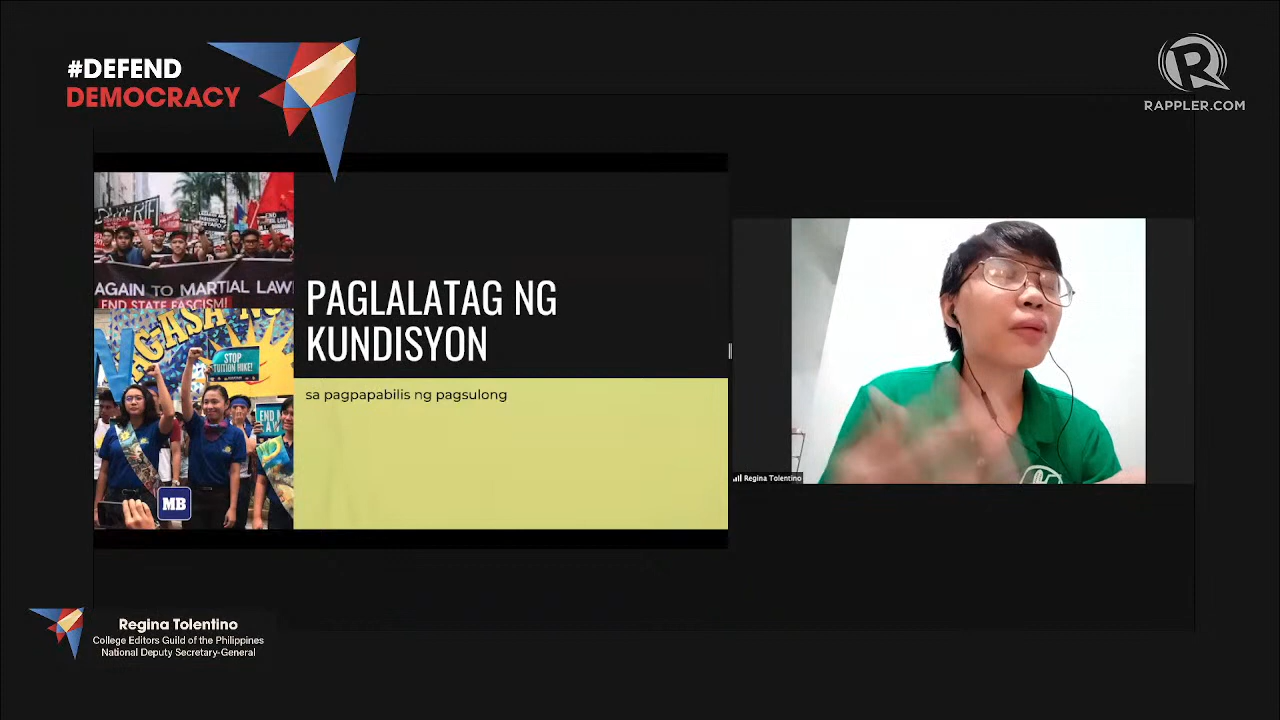 #DEFEND
DEMOCRACY
R
RAPPLER.COM
AGAIN TO MARTIAL LAW
END STATE FASCISM!
STOP
TUITION HIKE!
MB
PAGLALATAG NG
KUNDISYON
sa pagpapabilis ng pagsulong
Regina Tolentino
Regina Tolentino
College Editors Guild of the Philippines
National Deputy Secretary-General